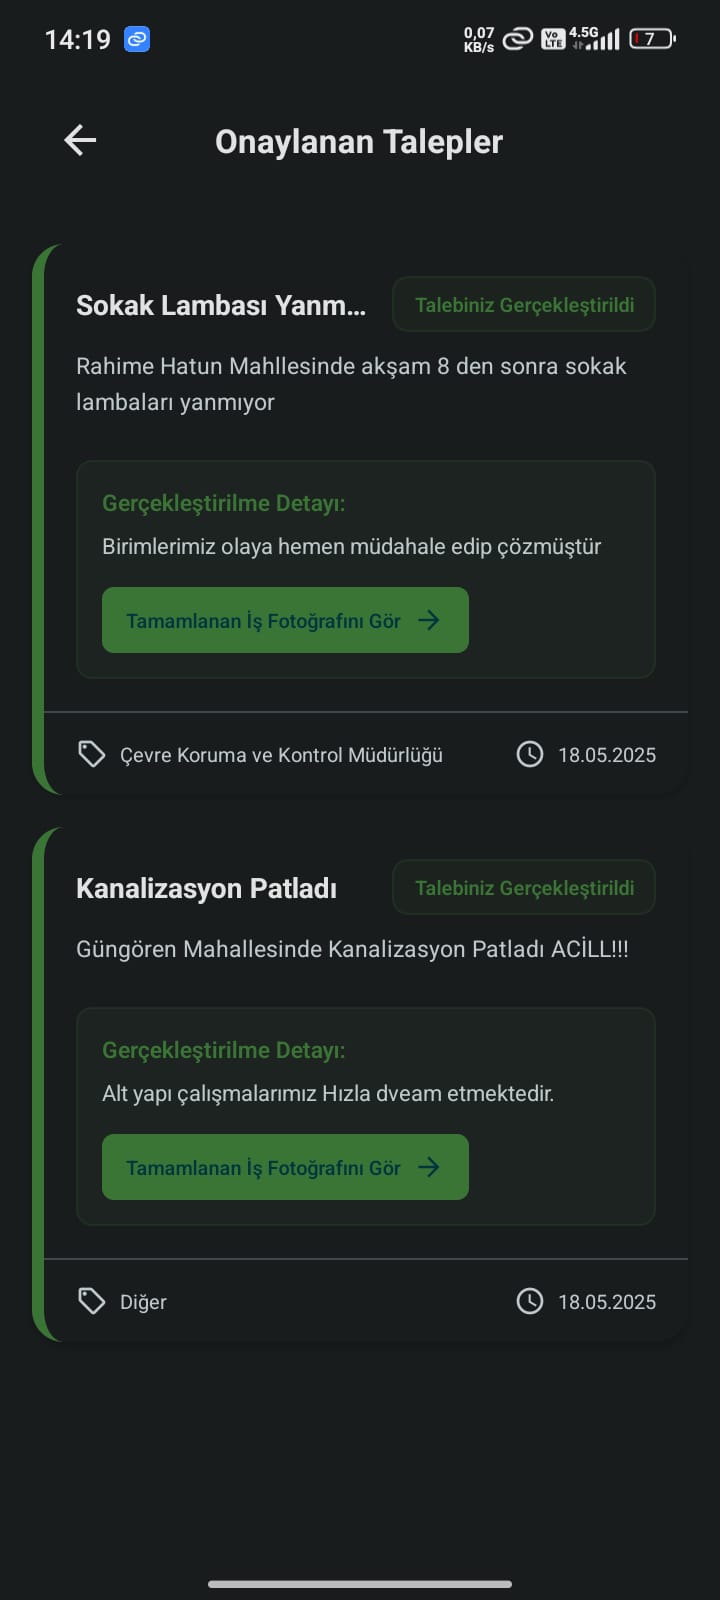 14:19
0,07
KB/s
Vo
LTE
4.5G
7
Onaylanan Talepler
Sokak Lambası Yanm...
Talebiniz Gerçekleştirildi
Rahime Hatun Mahllesinde akşam 8 den sonra sokak
lambaları yanmıyor
Gerçekleştirilme Detayı:
Birimlerimiz olaya hemen müdahale edip çözmüştür
Tamamlanan İş Fotoğrafını Gör
Çevre Koruma ve Kontrol Müdürlüğü
18.05.2025
Kanalizasyon Patladı
Talebiniz Gerçekleştirildi
Güngören Mahallesinde Kanalizasyon Patladı ACİLL!!!
Gerçekleştirilme Detayı:
Alt yapı çalışmalarımız Hızla dveam etmektedir.
Tamamlanan İş Fotoğrafını Gör
Diğer
18.05.2025